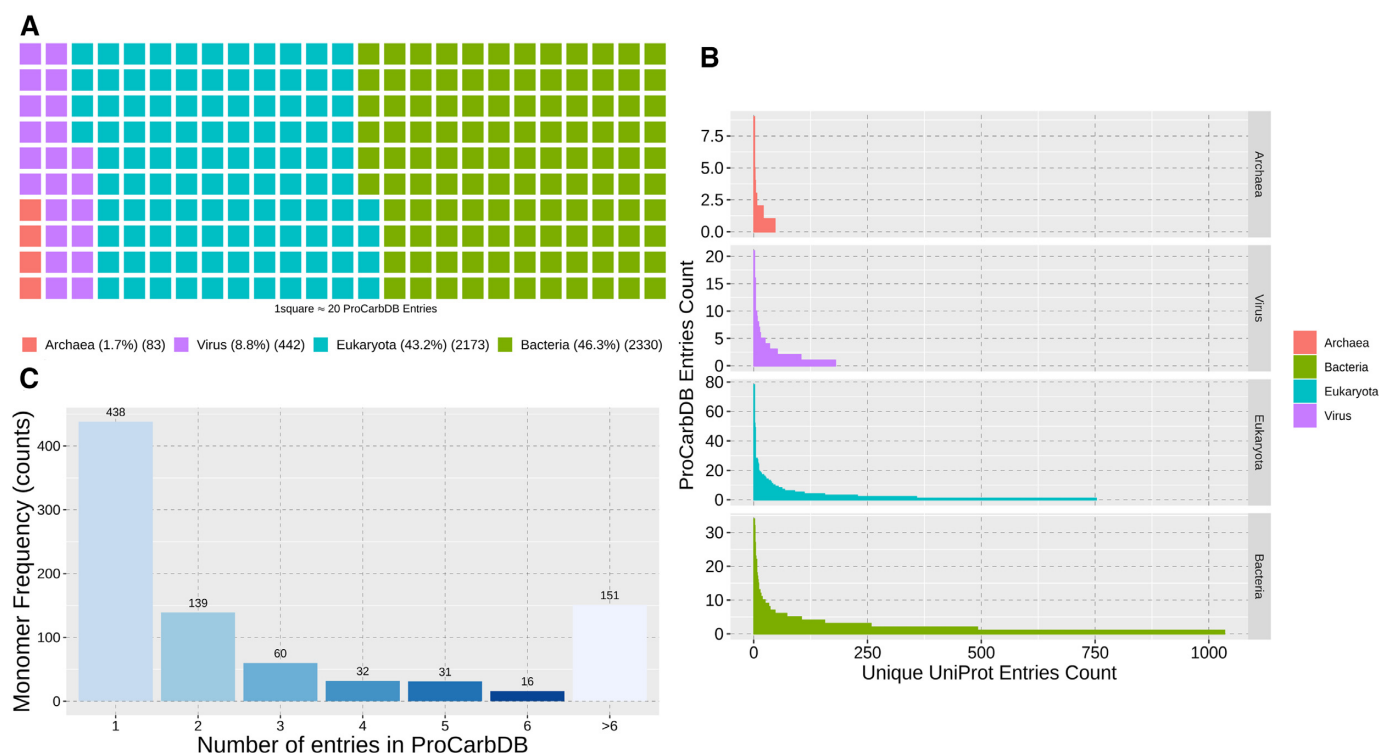 A
1square ≈ 20 ProCarbDB Entries
Archaea (1.7%) (83) Virus (8.8%) (442) Eukaryota (43.2%) (2173) Bacteria (46.3%) (2330)
B
ProCarbDB Entries Count
7.5
5.0
2.5
0.0
Archaea
20
15
10
5
0
Virus
80
60
40
20
0
Eukaryota
30
20
10
0
Bacteria
0 250 500 750 1000
Unique UniProt Entries Count
Archaea
Bacteria
Eukaryota
Virus
C
Monomer Frequency (counts)
400
300
200
100
0
438
139
60
32
31
16
151
1 2 3 4 5 6 >6
Number of entries in ProCarbDB